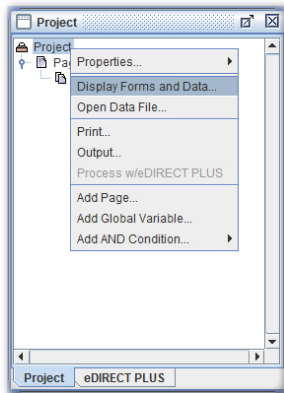 Project
Project
Properties...
Display Forms and Data...
Open Data File...
Print...
Output...
Process w/eDIRECT PLUS
Add Page...
Add Global Variable...
Add AND Condition...
Project eDIRECT PLUS